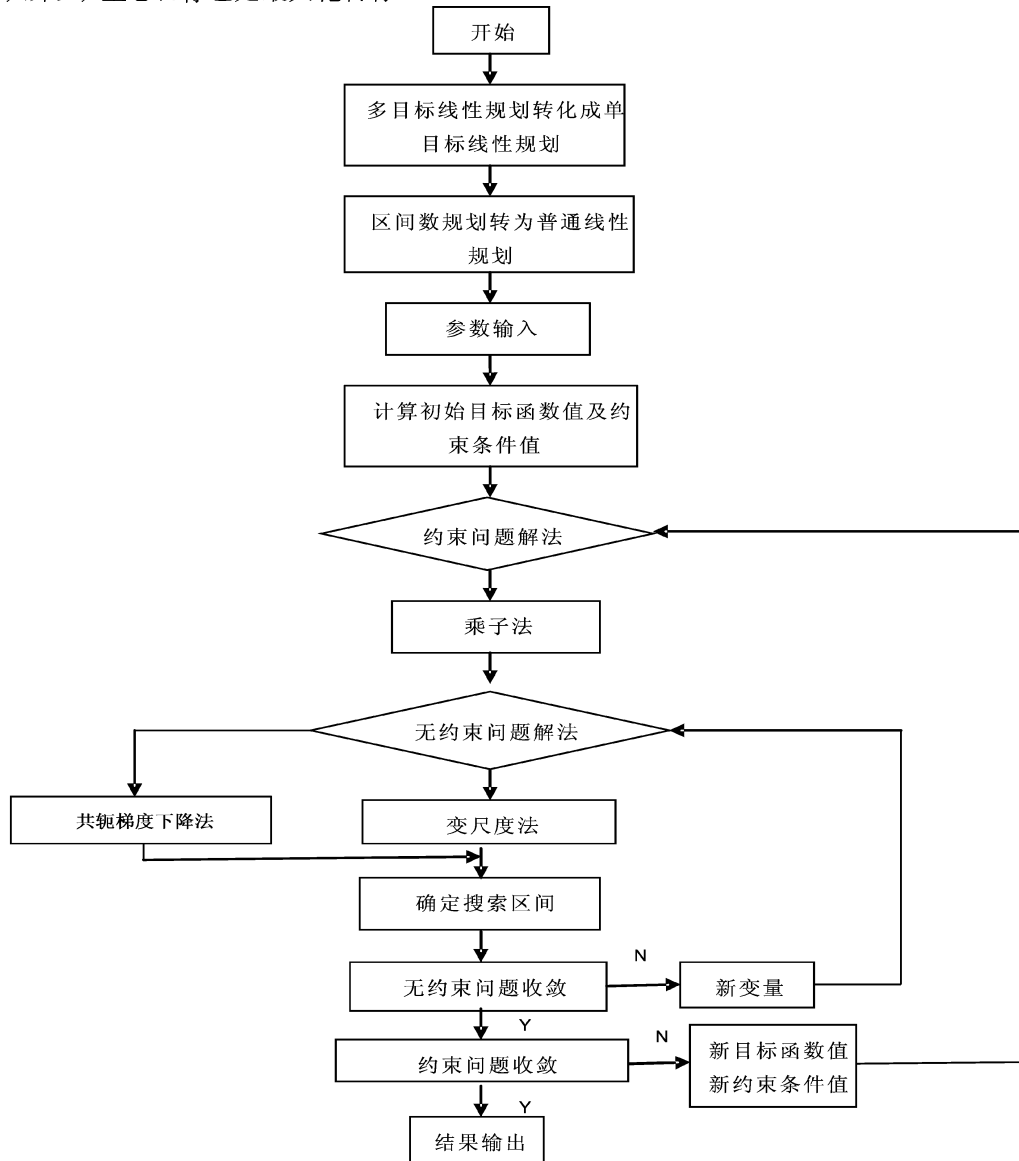 开始
多目标线性规划转化成单
目标线性规划
区间数规划转为普通线性
规划
参数输入
计算初始目标函数值及约
束条件值
约束问题解法
乘子法
无约束问题解法
共轭梯度下降法
变尺度法
确定搜索区间
无约束问题收敛
N
新变量
Y
约束问题收敛
N
新目标函数值
新约束条件值
Y
结果输出